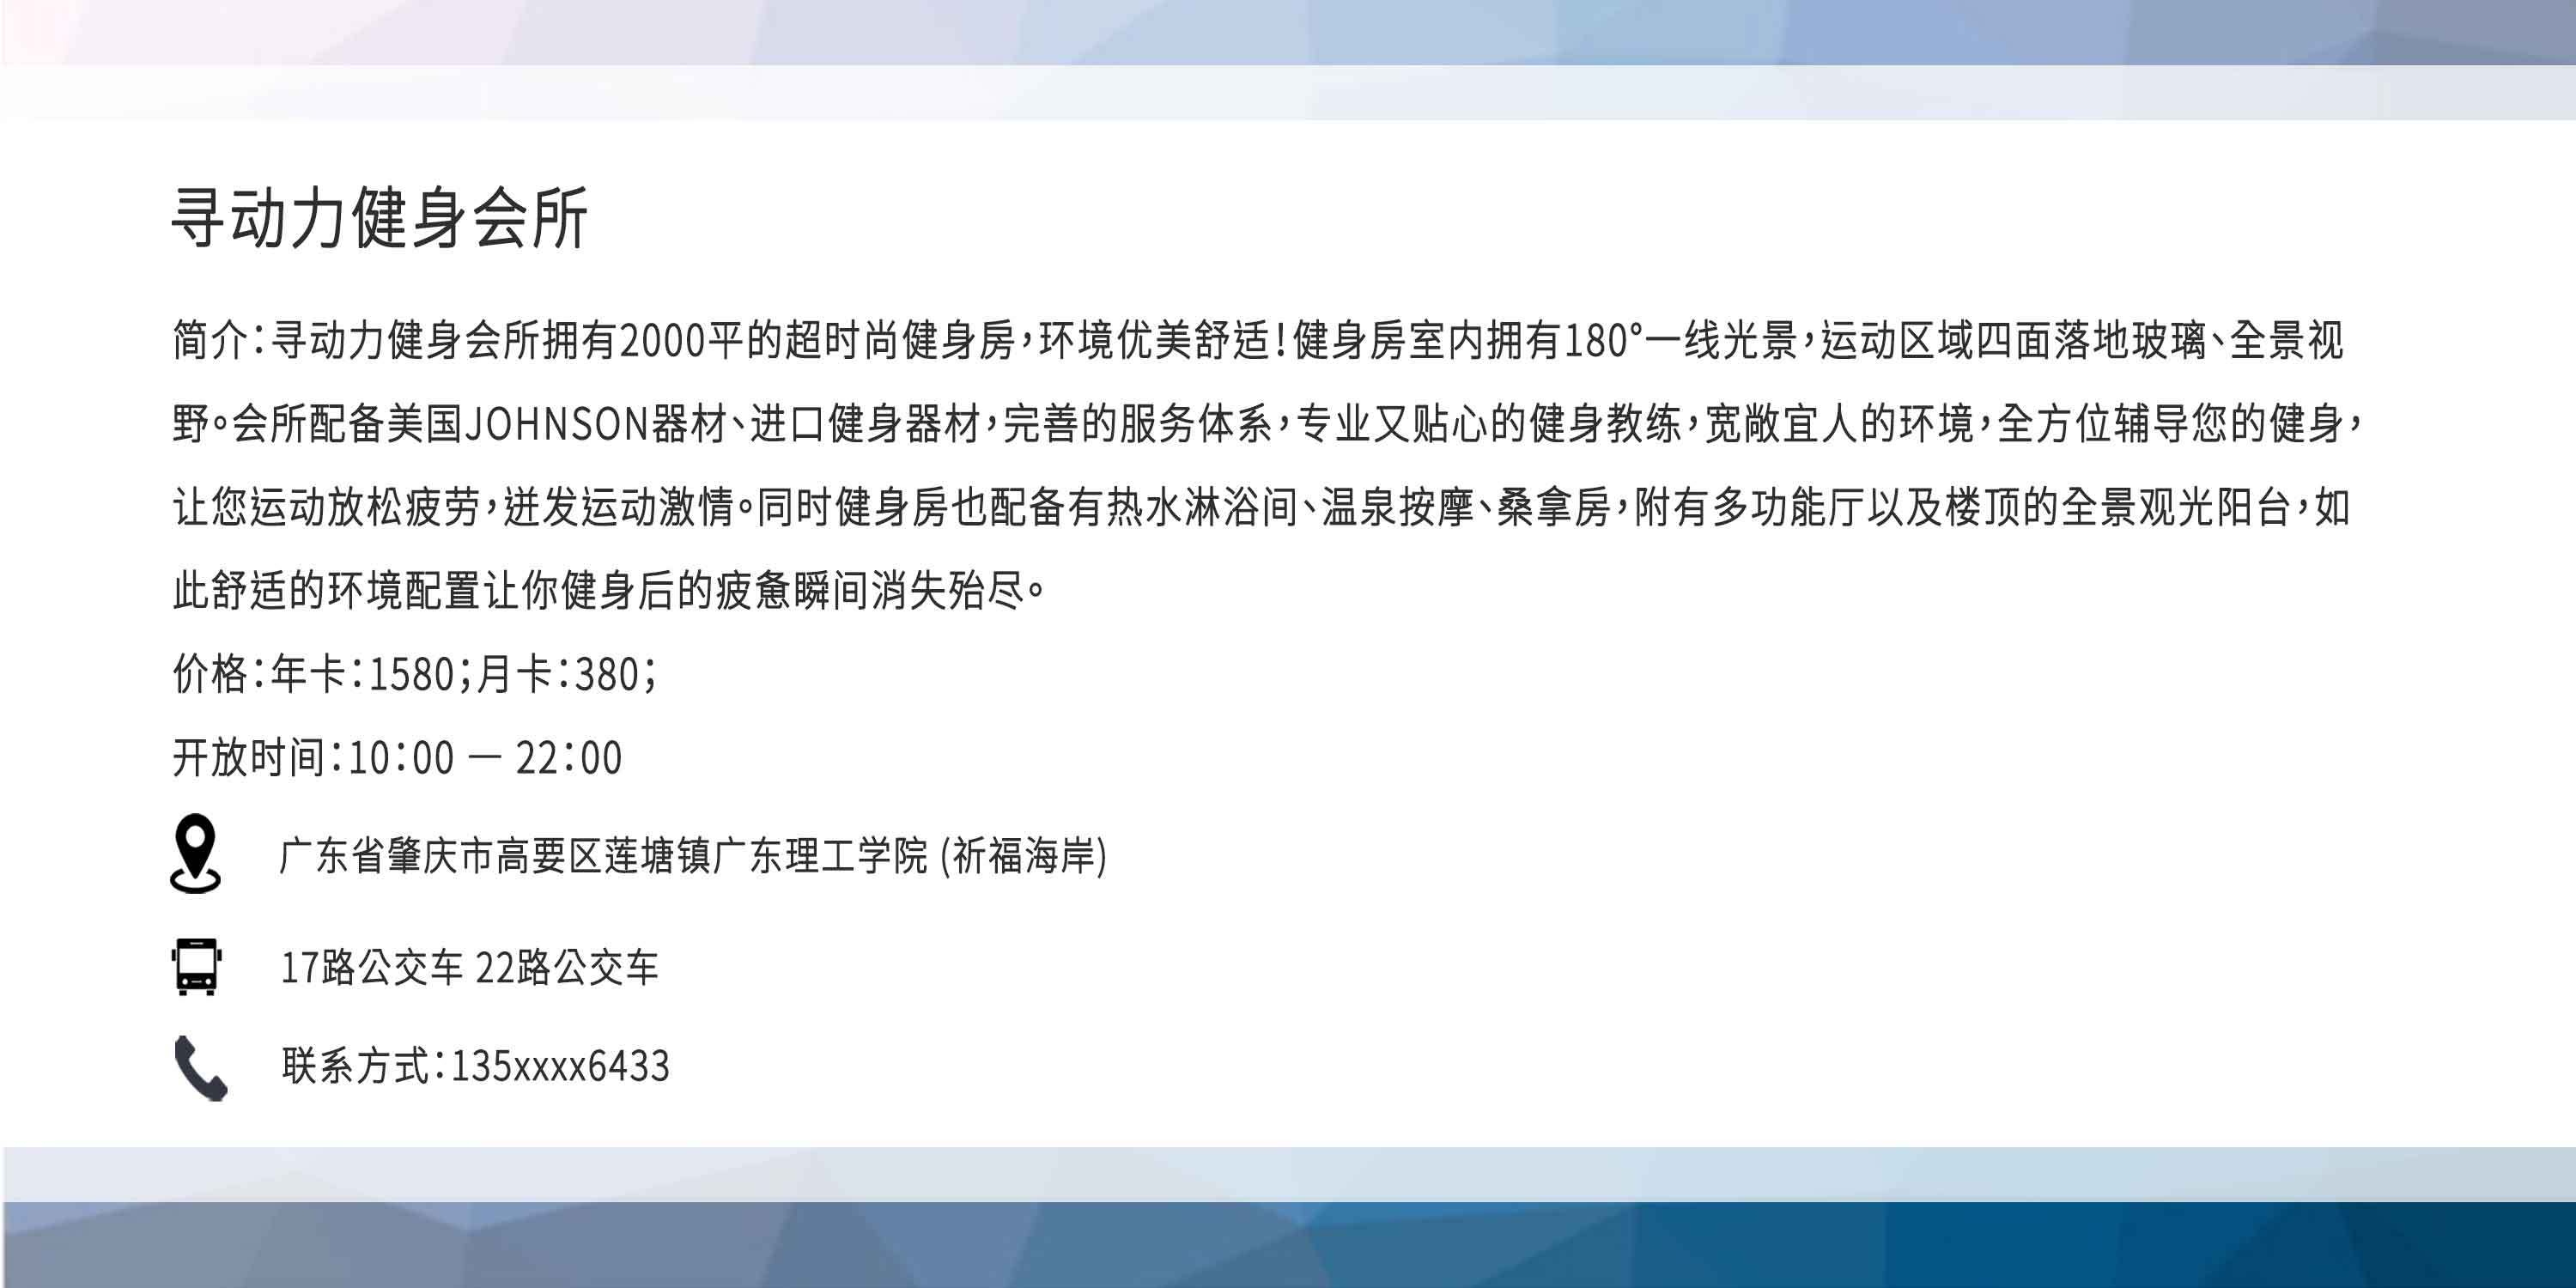 寻动力健身会所
简介：寻动力健身会所拥有2000平的超时尚健身房，环境优美舒适！健身房室内拥有180°一线光景，运动区域四面落地玻璃、全景视
野。会所配备美国JOHNSON器材、进口健身器材，完善的服务体系，专业又贴心的健身教练，宽敞宜人的环境，全方位辅导您的健身，
让您运动放松疲劳，迸发运动激情。同时健身房也配备有热水淋浴间、温泉按摩、桑拿房，附有多功能厅以及楼顶的全景观光阳台，如
此舒适的环境配置让你健身后的疲惫瞬间消失殆尽。
价格：年卡：1580；月卡：380；
开放时间：10：00 — 22：00
广东省肇庆市高要区莲塘镇广东理工学院 (祈福海岸)
17路公交车 22路公交车
联系方式：135xxxx6433